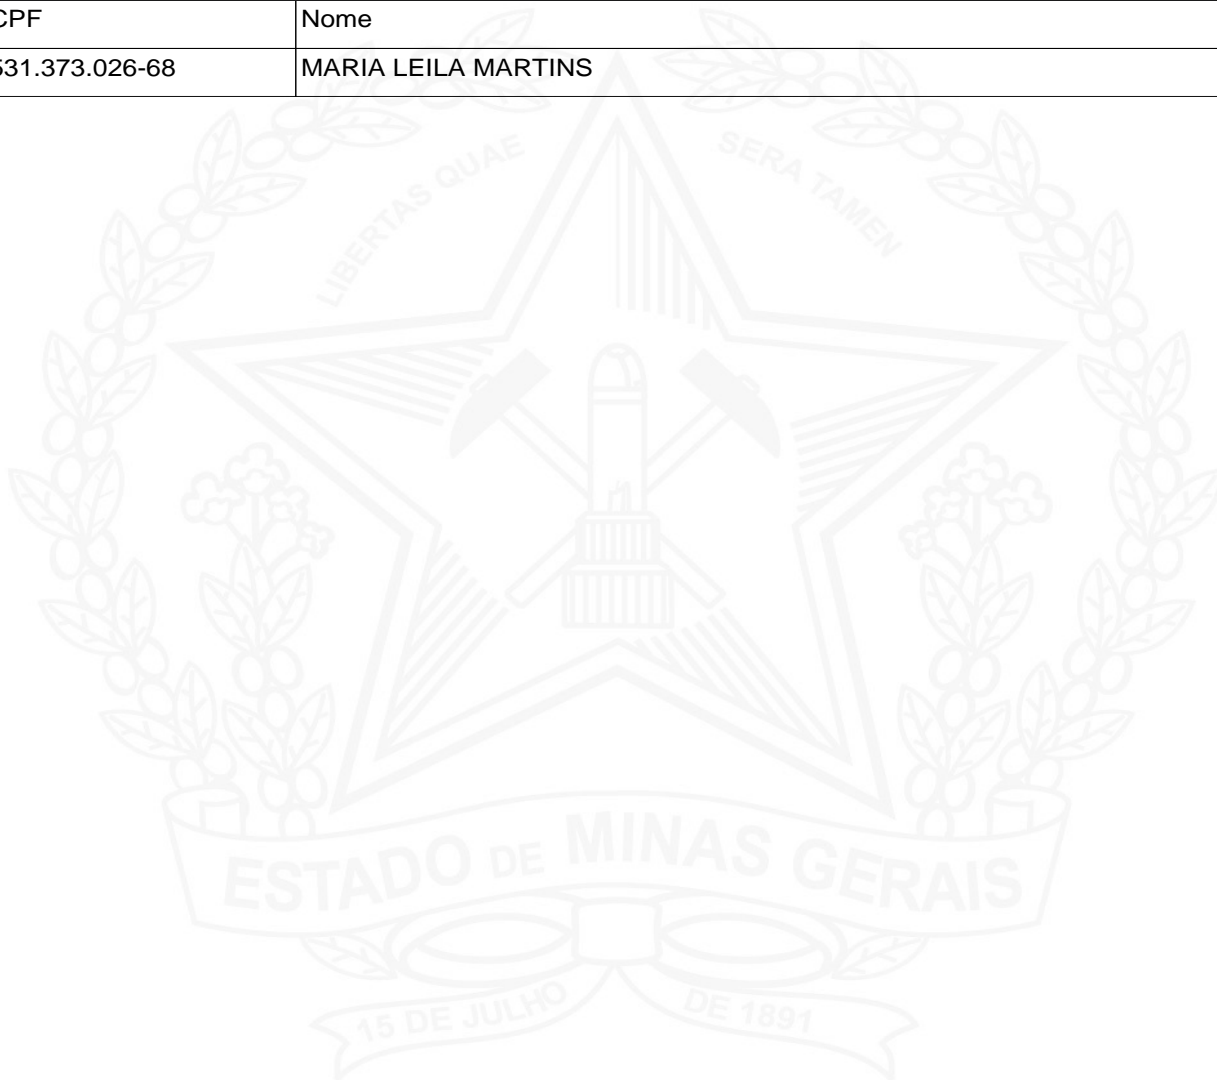 CPF Nome
531.373.026-68 MARIA LEILA MARTINS
LIBERTAS QUAE SERA TAMEN
ESTADO DE MINAS GERAIS
15 DE JULHO DE 1891